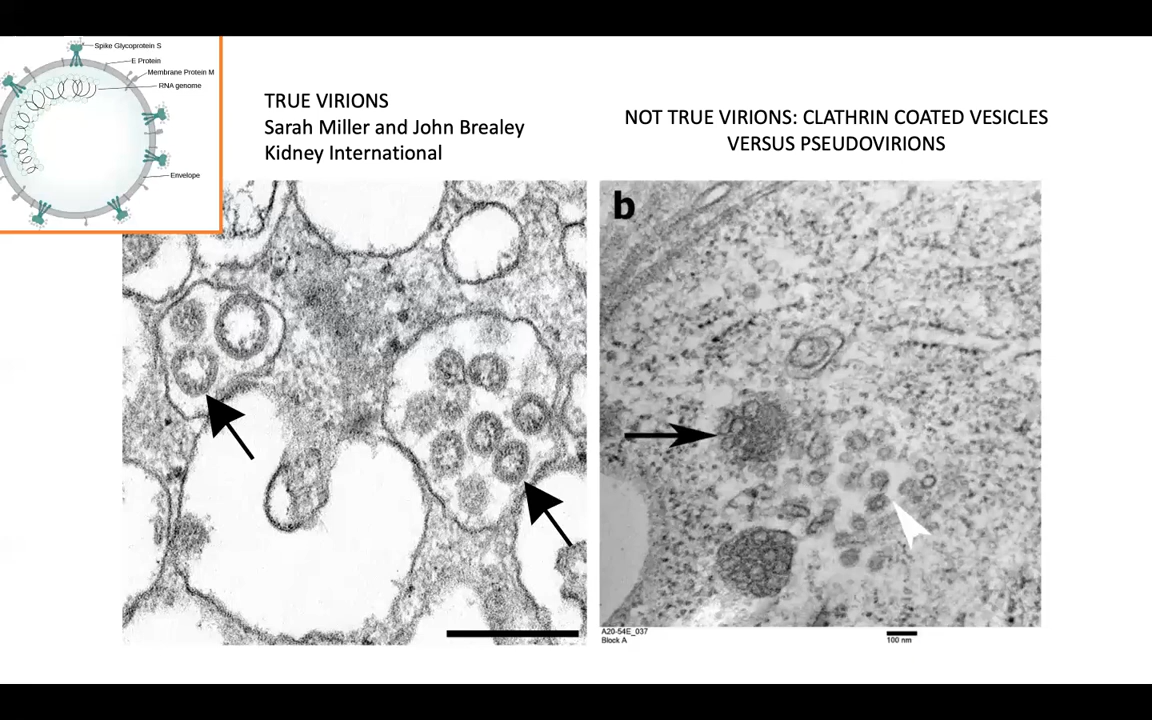 Spike Glycoprotein S
E Protein
Membrane Protein M
RNA genome
Envelope
TRUE VIRIONS
Sarah Miller and John Brealey
Kidney International
NOT TRUE VIRIONS: CLATHRIN COATED VESICLES
VERSUS PSEUDOVIRIONS
b
A20-54E_037
Block A
100 nm